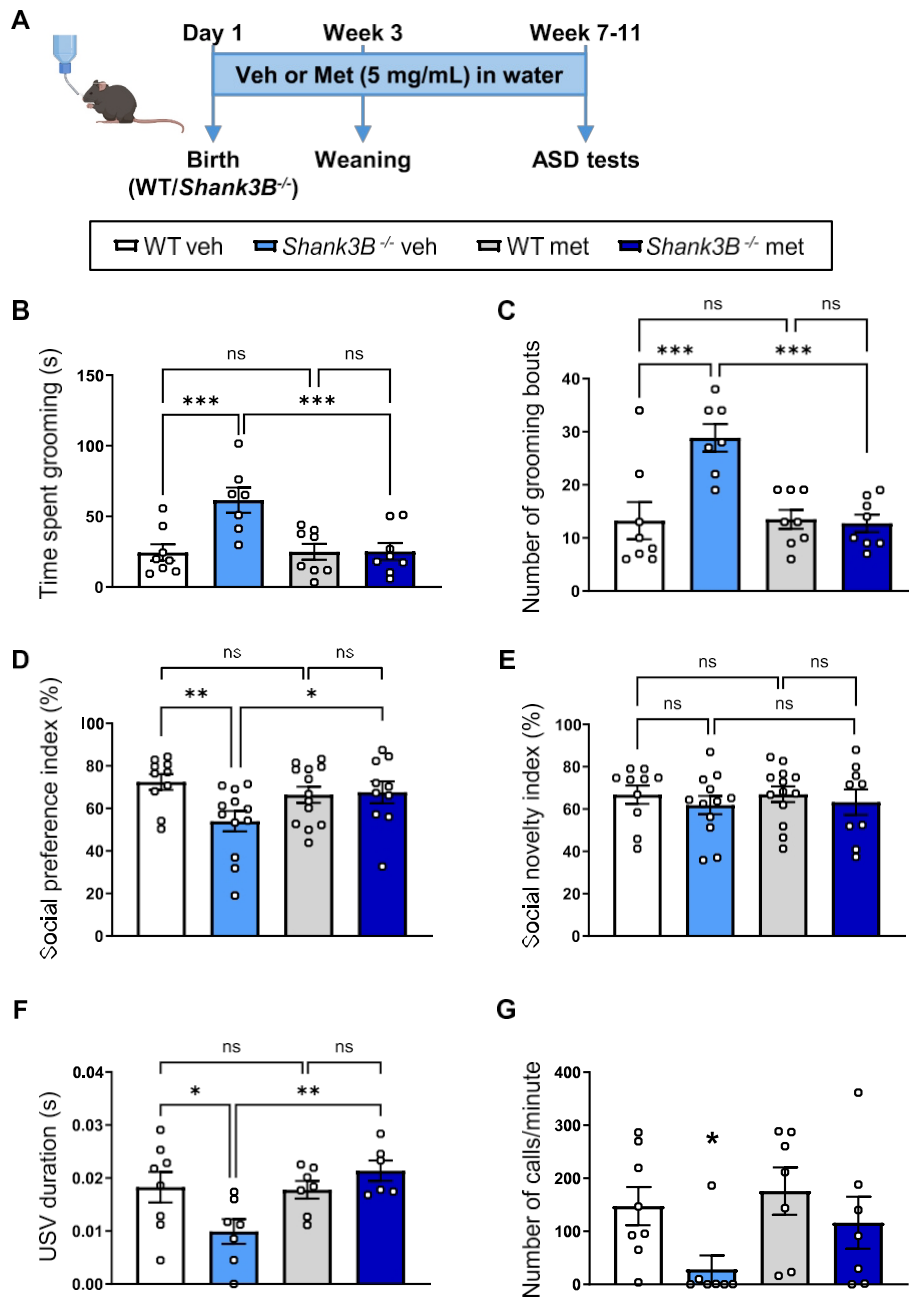 A
Day 1 Week 3 Week 7-11
Veh or Met (5 mg/mL) in water
Birth Weaning ASD tests
(WT/Shank3B-/-)
WT veh Shank3B -/- veh WT met Shank3B -/- met
B
ns ns
*** ***
Time spent grooming (s)
150
100
50
0
C
ns ns
*** ***
Number of grooming bouts
40
30
20
10
0
D
ns ns
** *
Social preference index (%)
100
80
60
40
20
0
E
ns ns
ns ns
Social novelty index (%)
100
80
60
40
20
0
F
ns ns
* **
USV duration (s)
0.04
0.03
0.02
0.01
0.00
G
*
Number of calls/minute
400
300
200
100
0